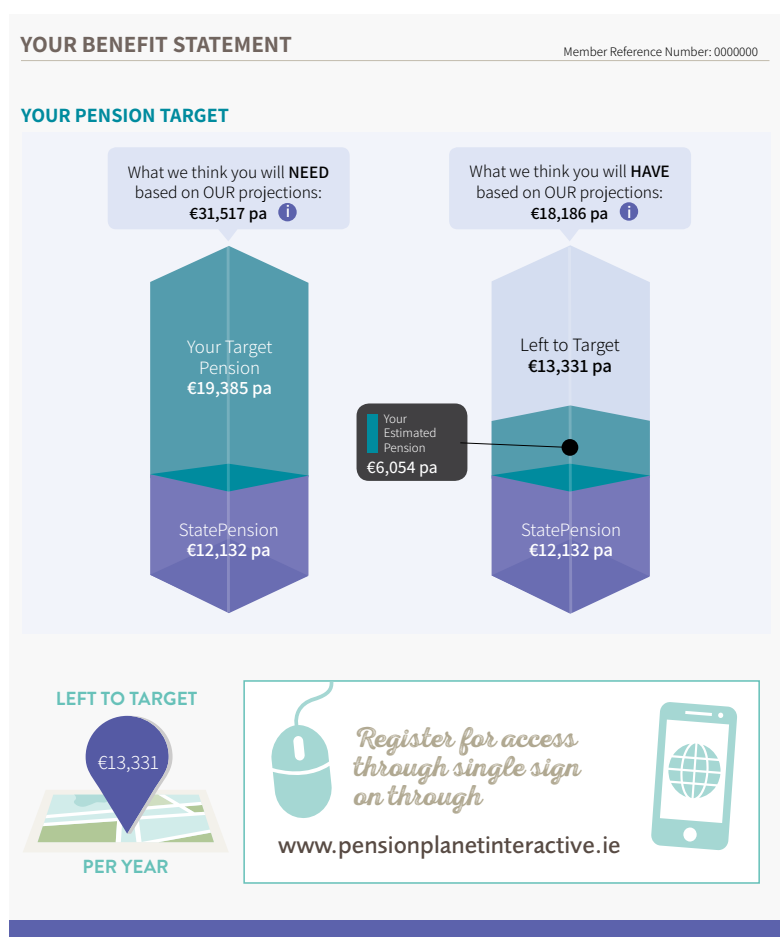 YOUR BENEFIT STATEMENT
Member Reference Number: 0000000
YOUR PENSION TARGET
What we think you will NEED
based on OUR projections:
€31,517 pa i
What we think you will HAVE
based on OUR projections:
€18,186 pa i
Your Target
Pension
€19,385 pa
Left to Target
€13,331 pa
Your
Estimated
Pension
€6,054 pa
StatePension
€12,132 pa
StatePension
€12,132 pa
LEFT TO TARGET
€13,331
PER YEAR
Register for access
through single sign
on through
www.pensionplanetinteractive.ie